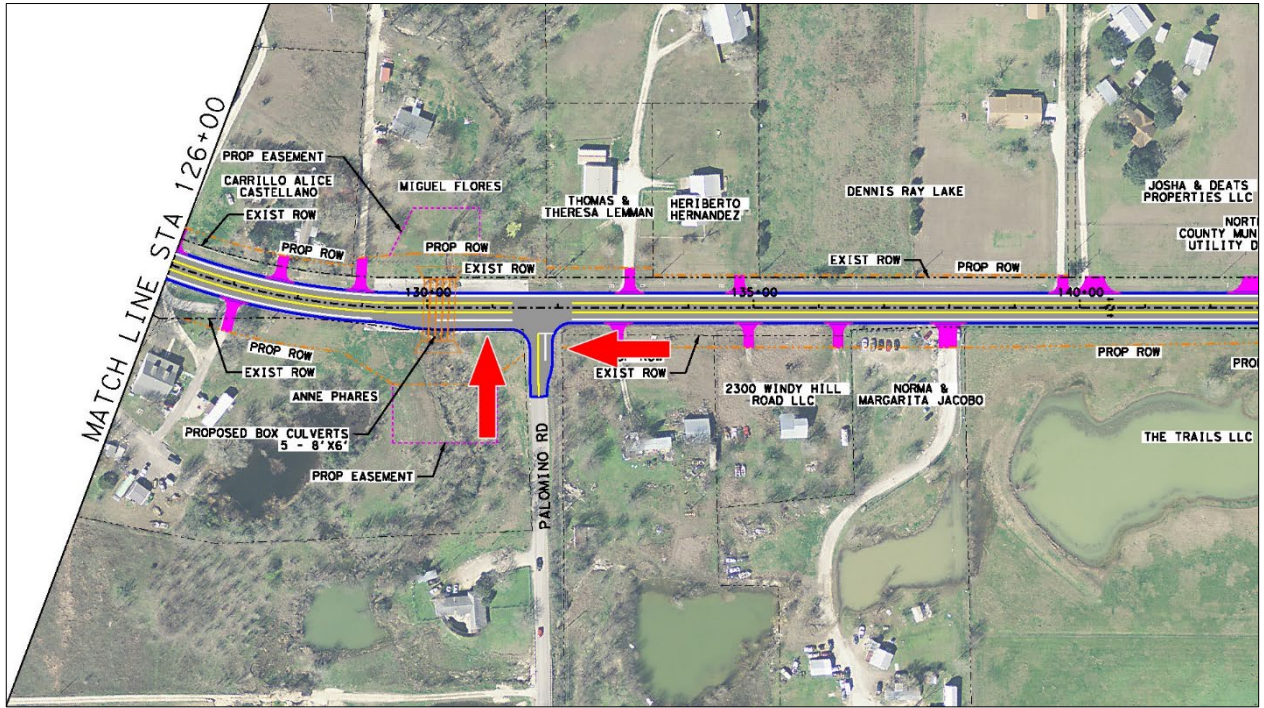 MATCH LINE STA 126+00
PROP EASEMENT
CARRILLO ALICE
CASTELLANO
EXIST ROW
PROP ROW
MIGUEL FLORES
PROP ROW
EXIST ROW
THOMAS &
THERESA LEMMAN
HERIBERTO
HERNANDEZ
DENNIS RAY LAKE
EXIST ROW
PROP ROW
JOSHA & DEATS
PROPERTIES LLC
NORT
COUNTY MUN
UTILITY D
130+00
135+00
140+00
PROP ROW
EXIST ROW
ANNE PHARES
PROPOSED BOX CULVERTS
5 - 8'X6'
PROP EASEMENT
PALOMINO RD
EXIST ROW
2300 WINDY HILL
ROAD LLC
NORMA &
MARGARITA JACOBO
PROP ROW
PRO
THE TRAILS LLC